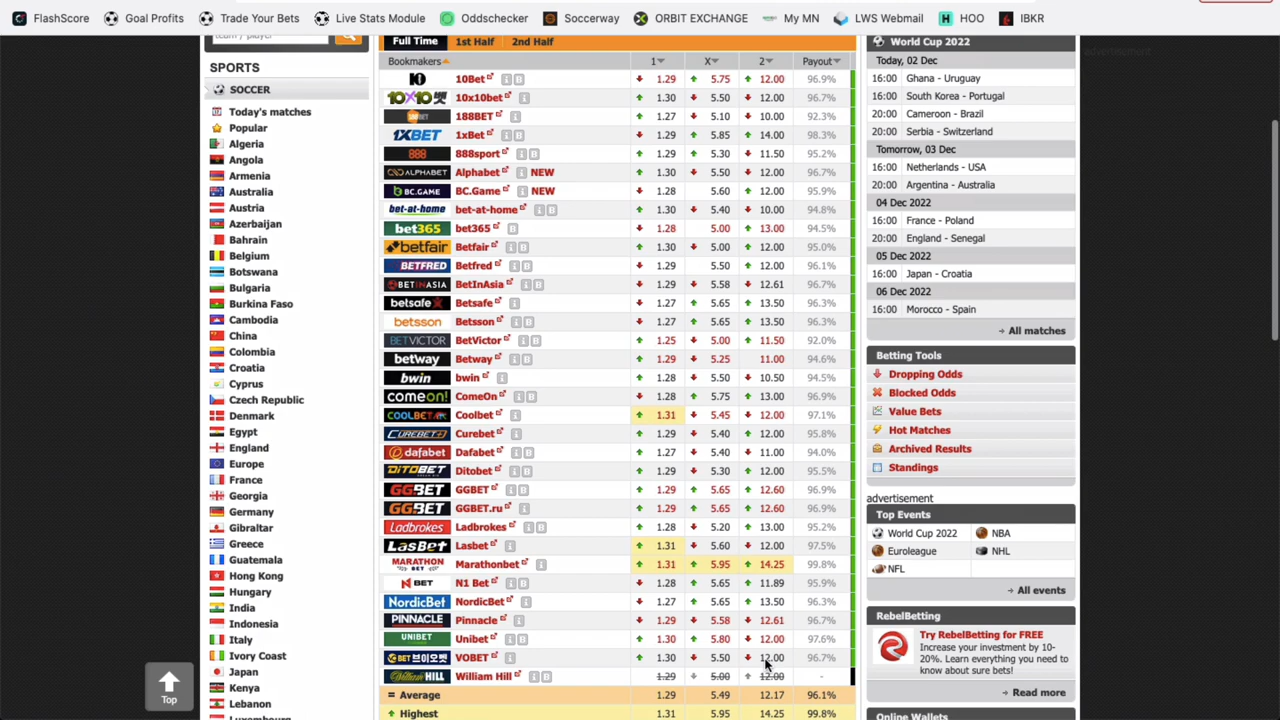 FlashScore Goal Profits Trade Your Bets Live Stats Module Oddschecker Soccerway ORBIT EXCHANGE My MN LWS Webmail HOO IBKR
team / player
SPORTS
SOCCER
Today's matches
Popular
Algeria
Angola
Armenia
Australia
Austria
Azerbaijan
Bahrain
Belgium
Botswana
Bulgaria
Burkina Faso
Cambodia
China
Colombia
Croatia
Cyprus
Czech Republic
Denmark
Egypt
England
Europe
France
Georgia
Germany
Gibraltar
Greece
Guatemala
Hong Kong
Hungary
India
Indonesia
Italy
Ivory Coast
Japan
Kenya
Lebanon
Top
Full Time 1st Half 2nd Half
Bookmakers 1 X 2 Payout
10Bet 1.29 5.75 12.00 96.9%
10x10bet 1.30 5.50 12.00 96.7%
188BET 1.27 5.10 10.00 92.3%
1xBet 1.29 5.85 14.00 98.3%
888sport 1.29 5.30 11.50 95.2%
Alphabet NEW 1.30 5.50 12.00 96.7%
BC.Game NEW 1.28 5.60 12.00 95.9%
bet-at-home 1.30 5.40 10.00 94.8%
bet365 1.28 5.00 13.00 94.5%
Betfair 1.30 5.00 12.00 95.0%
Betfred 1.29 5.50 12.00 96.1%
BetInAsia 1.29 5.58 12.61 96.7%
Betsafe 1.27 5.65 13.50 96.3%
Betsson 1.27 5.65 13.50 96.3%
BetVictor 1.25 5.00 11.50 92.0%
Betway 1.29 5.25 11.00 94.6%
bwin 1.28 5.50 10.50 94.5%
ComeOn 1.28 5.75 13.00 96.9%
Coolbet 1.31 5.45 12.00 97.1%
Curebet 1.29 5.40 12.00 95.8%
Dafabet 1.27 5.40 11.00 94.0%
Ditobet 1.29 5.30 12.00 95.5%
GGBET 1.29 5.65 12.60 96.9%
GGBET.ru 1.29 5.65 12.60 96.9%
Ladbrokes 1.28 5.20 13.00 95.2%
Lasbet 1.31 5.60 12.00 97.5%
Marathonbet 1.31 5.95 14.25 99.8%
N1 Bet 1.28 5.65 11.89 95.9%
NordicBet 1.27 5.65 13.50 96.3%
Pinnacle 1.29 5.58 12.61 96.7%
Unibet 1.30 5.80 12.00 97.6%
VOBET 1.30 5.50 12.00 96.7%
William Hill 1.29 5.00 12.00
Average 1.29 5.49 12.17 96.1%
Highest 1.31 5.95 14.25 99.8%
advertisement
World Cup 2022
Today, 02 Dec
16:00 Ghana - Uruguay
16:00 South Korea - Portugal
20:00 Cameroon - Brazil
20:00 Serbia - Switzerland
Tomorrow, 03 Dec
16:00 Netherlands - USA
20:00 Argentina - Australia
04 Dec 2022
16:00 France - Poland
20:00 England - Senegal
05 Dec 2022
16:00 Japan - Croatia
06 Dec 2022
16:00 Morocco - Spain
All matches
Betting Tools
Dropping Odds
Blocked Odds
Value Bets
Hot Matches
Archived Results
Standings
advertisement
Top Events
World Cup 2022 NBA
Euroleague NHL
NFL
All events
RebelBetting
Try RebelBetting for FREE
Increase your investment by 10-
20%. Learn everything you need to
know about sure bets!
Read more
Online Wallets